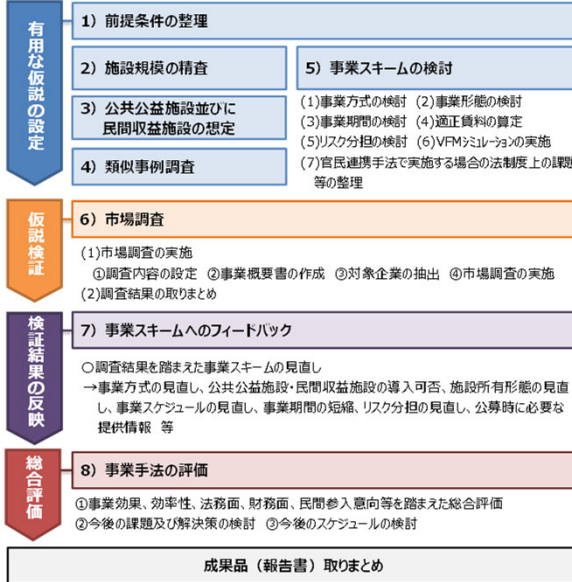 有用な仮説の設定
1）前提条件の整理
2）施設規模の精査
3）公共公益施設並びに
民間収益施設の想定
4）類似事例調査
5）事業スキームの検討
(1)事業方式の検討 (2)事業形態の検討
(3)事業期間の検討 (4)適正賃料の算定
(5)リスク分担の検討 (6)VFMシミュレーションの実施
(7)官民連携手法で実施する場合の法制度上の課題
等の整理
仮説検証
6）市場調査
(1)市場調査の実施
①調査内容の設定 ②事業概要書の作成 ③対象企業の抽出 ④市場調査の実施
(2)調査結果の取りまとめ
検証結果の反映
7）事業スキームへのフィードバック
○調査結果を踏まえた事業スキームの見直し
→事業方式の見直し、公共公益施設・民間収益施設の導入可否、施設所有形態の見直
し、事業スケジュールの見直し、事業期間の短縮、リスク分担の見直し、公募時に必要な
提供情報 等
総合評価
8）事業手法の評価
①事業効果、効率性、法務面、財務面、民間参入意向等を踏まえた総合評価
②今後の課題及び解決策の検討 ③今後のスケジュールの検討
成果品（報告書）取りまとめ